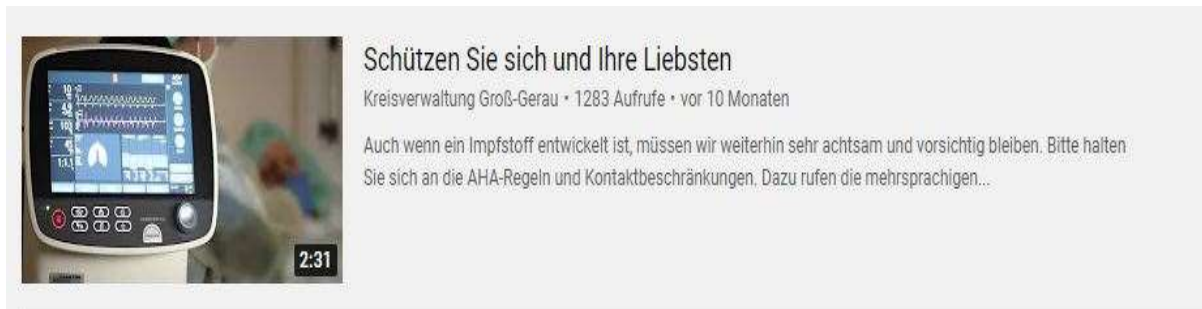 Schützen Sie sich und Ihre Liebsten
Kreisverwaltung Groß-Gerau • 1283 Aufrufe • vor 10 Monaten
Auch wenn ein Impfstoff entwickelt ist, müssen wir weiterhin sehr achtsam und vorsichtig bleiben. Bitte halten
Sie sich an die AHA-Regeln und Kontaktbeschränkungen. Dazu rufen die mehrsprachigen...
2:31